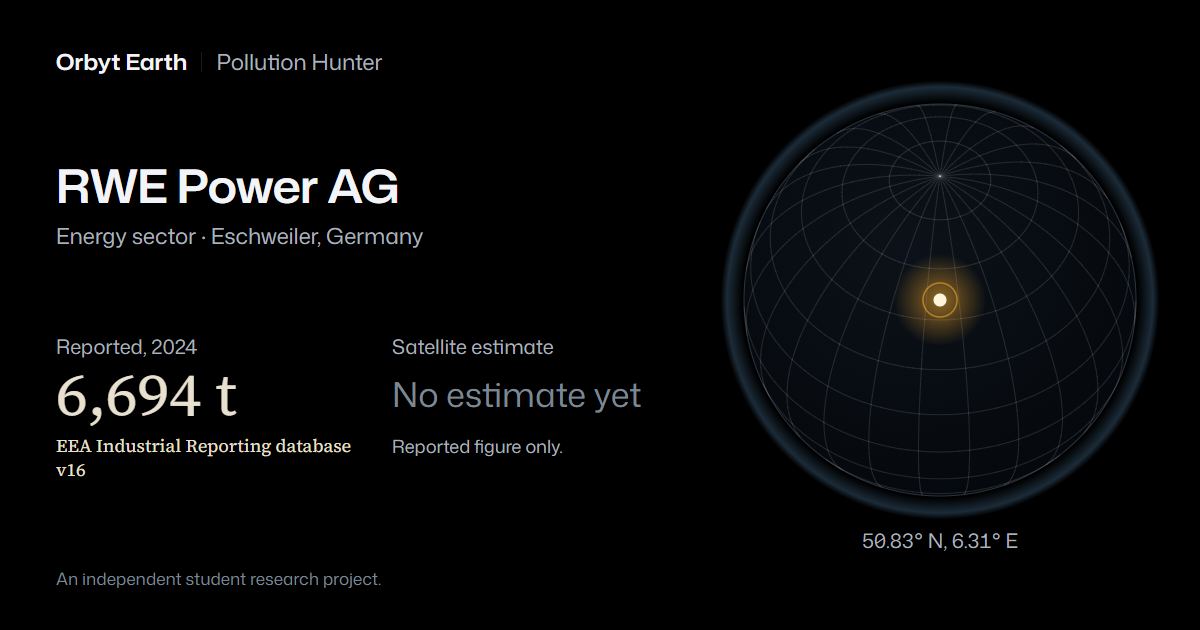 Orbyt Earth | Pollution Hunter
RWE Power AG
Energy sector · Eschweiler, Germany
Reported, 2024
6,694 t
EEA Industrial Reporting database
v16
Satellite estimate
No estimate yet
Reported figure only.
50.83° N, 6.31° E
An independent student research project.